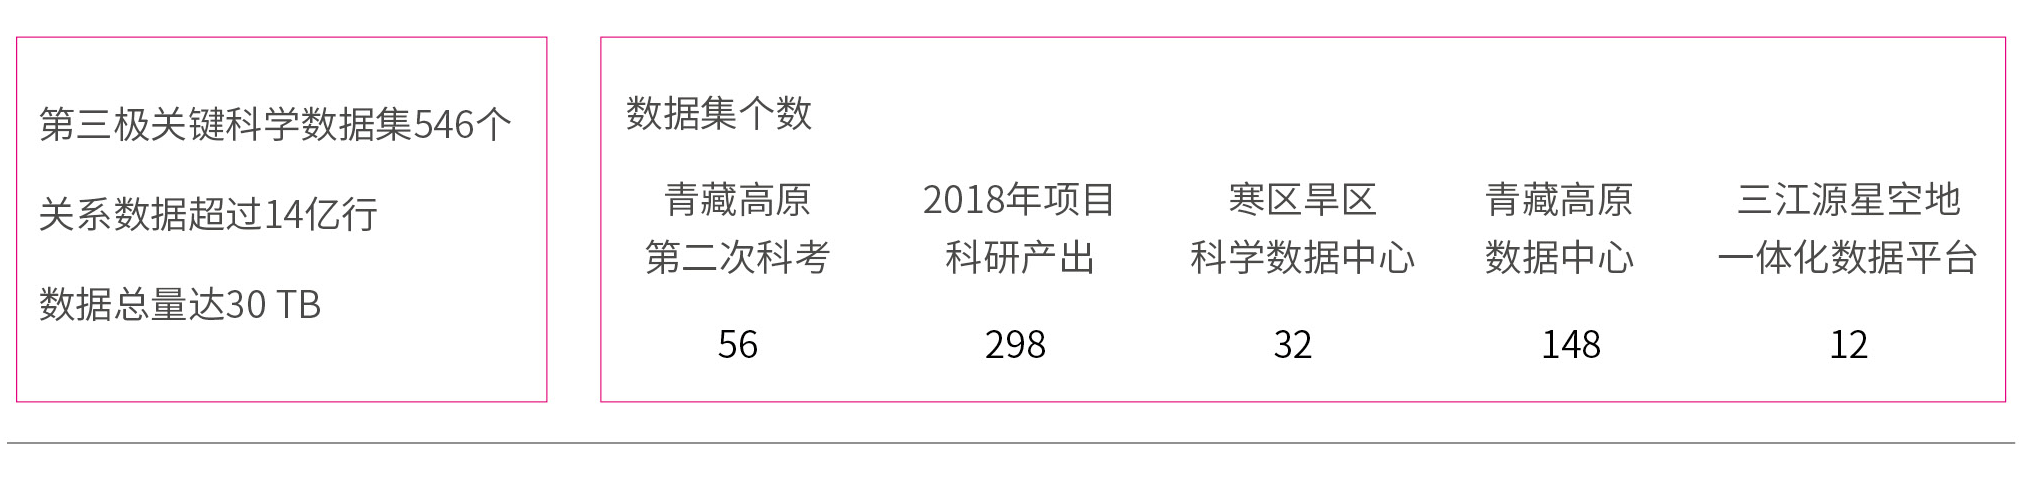 第三极关键科学数据集546个
关系数据超过14亿行
数据总量达30 TB
数据集个数
青藏高原
第二次科考
56
2018年项目
科研产出
298
寒区旱区
科学数据中心
32
青藏高原
数据中心
148
三江源星空地
一体化数据平台
12